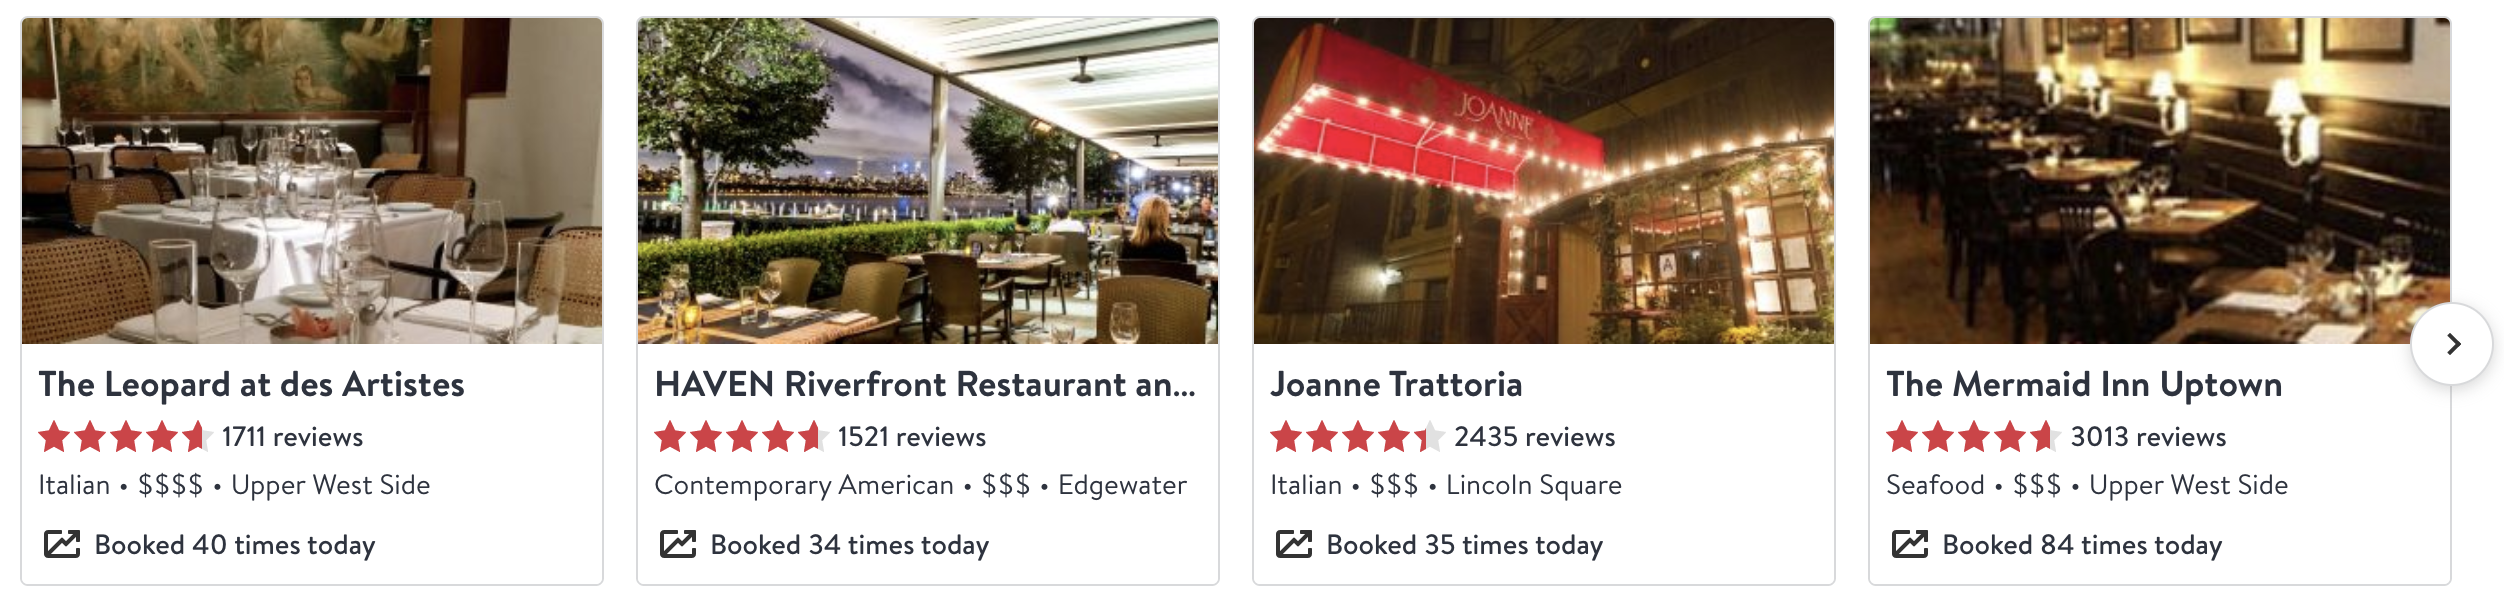 JOANNE
A
The Leopard at des Artistes
1711 reviews
Italian • $$$$ • Upper West Side
Booked 40 times today
HAVEN Riverfront Restaurant an...
1521 reviews
Contemporary American • $$$ • Edgewater
Booked 34 times today
Joanne Trattoria
2435 reviews
Italian • $$$ • Lincoln Square
Booked 35 times today
The Mermaid Inn Uptown
3013 reviews
Seafood • $$$ • Upper West Side
Booked 84 times today